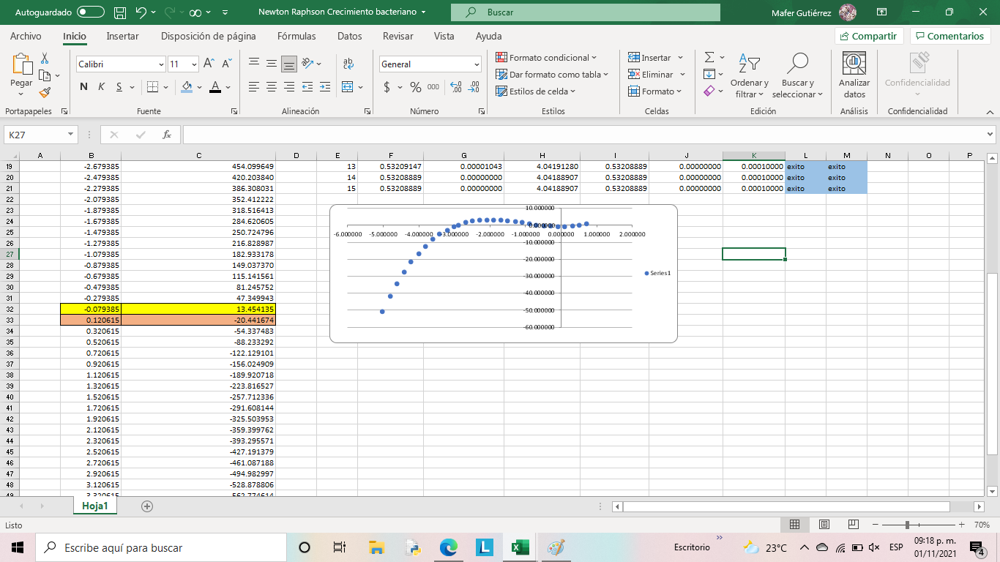 Autoguardado Newton Raphson Crecimiento bacteriano Buscar Mafer Gutiérrez
Archivo Inicio Insertar Disposición de página Fórmulas Datos Revisar Vista Ayuda Compartir Comentarios
Pegar Calibri 11 General Formato condicional Insertar Ordenar y Buscar y Analizar Confidencialidad
N K S $ % 000 Dar formato como tabla Eliminar filtrar seleccionar datos
Estilos de celda Formato
Portapapeles Fuente Alineación Número Estilos Celdas Edición Análisis Confidencialidad
K27 fx
A B C D E F G H I J K L M N O P
19 -2.679385 454.099649 13 0.53209147 0.00001043 4.04191280 0.53208889 0.00000000 0.00010000 exito exito
20 -2.479385 420.203840 14 0.53208889 0.00000000 4.04188907 0.53208889 0.00000000 0.00010000 exito exito
21 -2.279385 386.308031 15 0.53208889 0.00000000 4.04188907 0.53208889 0.00000000 0.00010000 exito exito
22 -2.079385 352.412222
23 -1.879385 318.516413
24 -1.679385 284.620605
25 -1.479385 250.724796
26 -1.279385 216.828987
27 -1.079385 182.933178
28 -0.879385 149.037370
29 -0.679385 115.141561
30 -0.479385 81.245752
31 -0.279385 47.349943
32 -0.079385 13.454135
33 0.120615 -20.441674
34 0.320615 -54.337483
35 0.520615 -88.233292
36 0.720615 -122.129101
37 0.920615 -156.024909
38 1.120615 -189.920718
39 1.320615 -223.816527
40 1.520615 -257.712336
41 1.720615 -291.608144
42 1.920615 -325.503953
43 2.120615 -359.399762
44 2.320615 -393.295571
45 2.520615 -427.191379
46 2.720615 -461.087188
47 2.920615 -494.982997
48 3.120615 -528.878806
49 3.320615 -562.774614
10.000000
0.000000
-6.000000 -5.000000 -4.000000 -3.000000 -2.000000 -1.000000 0.000000 1.000000 2.000000
-10.000000
-20.000000
-30.000000
Series1
-40.000000
-50.000000
-60.000000
Hoja1
Listo 70%
Escribe aquí para buscar L Escritorio 23°C ESP 09:18 p. m.
01/11/2021 4